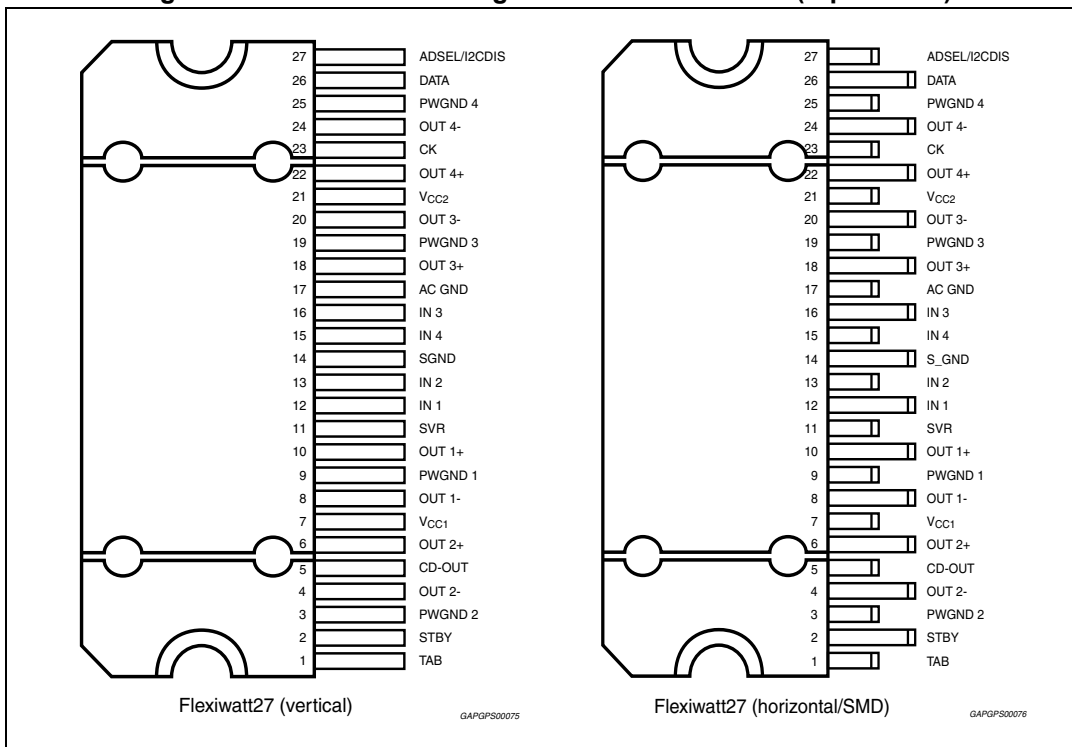 27 ADSEL/I2CDIS
26 DATA
25 PWGND 4
24 OUT 4-
23 CK
22 OUT 4+
21 VCC2
20 OUT 3-
19 PWGND 3
18 OUT 3+
17 AC GND
16 IN 3
15 IN 4
14 SGND
13 IN 2
12 IN 1
11 SVR
10 OUT 1+
9 PWGND 1
8 OUT 1-
7 VCC1
6 OUT 2+
5 CD-OUT
4 OUT 2-
3 PWGND 2
2 STBY
1 TAB
Flexiwatt27 (vertical)
GAPGPS00075
27 ADSEL/I2CDIS
26 DATA
25 PWGND 4
24 OUT 4-
23 CK
22 OUT 4+
21 VCC2
20 OUT 3-
19 PWGND 3
18 OUT 3+
17 AC GND
16 IN 3
15 IN 4
14 S_GND
13 IN 2
12 IN 1
11 SVR
10 OUT 1+
9 PWGND 1
8 OUT 1-
7 VCC1
6 OUT 2+
5 CD-OUT
4 OUT 2-
3 PWGND 2
2 STBY
1 TAB
Flexiwatt27 (horizontal/SMD)
GAPGPS00076